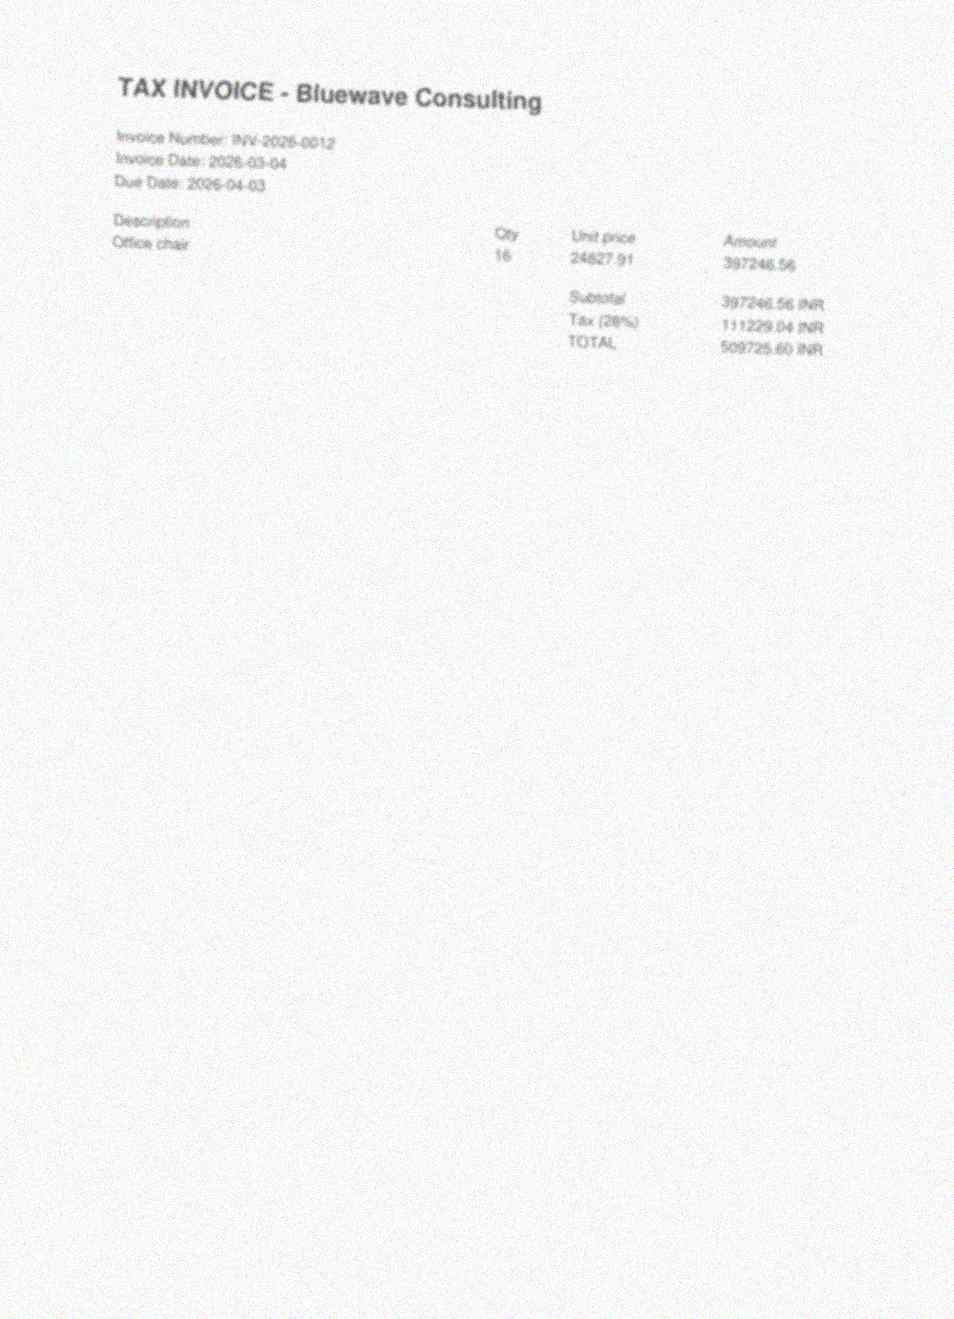 TAX INVOICE - Bluewave Consulting
Invoice Number: INV-2026-0012
Invoice Date: 2026-03-04
Due Date: 2026-04-03
Description Qty Unit price Amount
Office chair 16 24827.91 397246.56
Subtotal 397246.56 INR
Tax (28%) 111229.04 INR
TOTAL 509725.60 INR